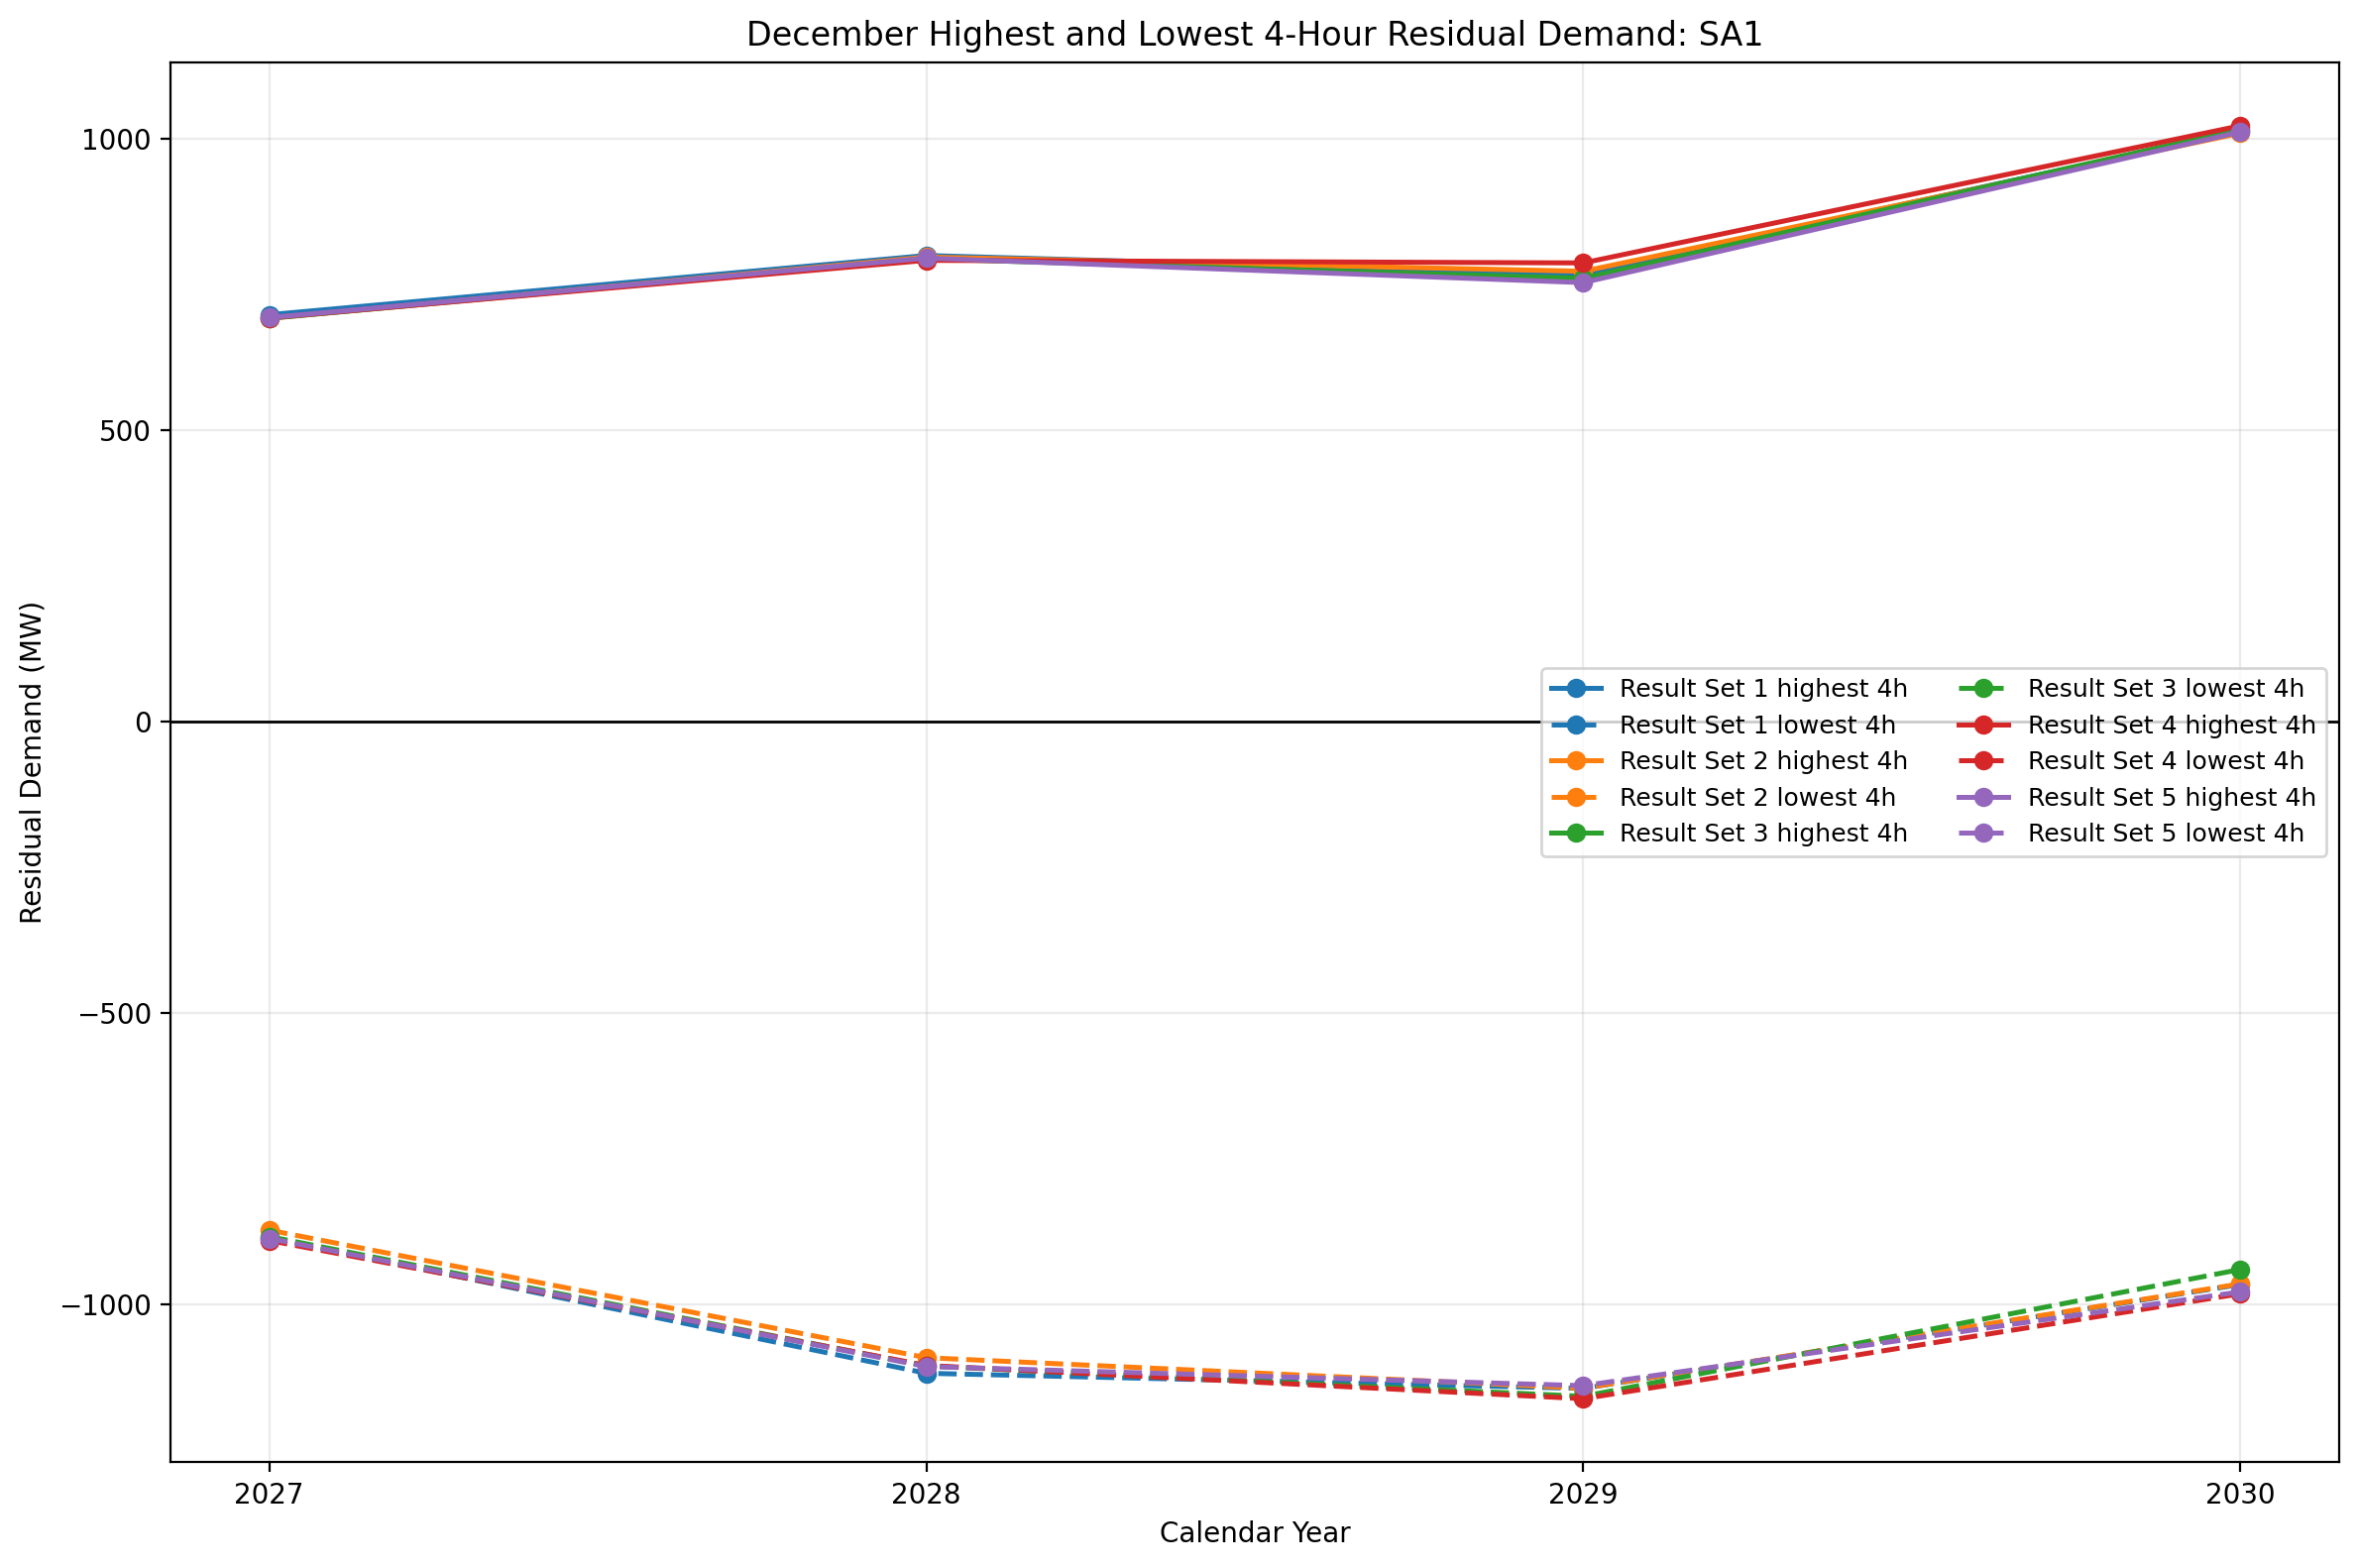 December Highest and Lowest 4-Hour Residual Demand: SA1
1000
500
0
−500
−1000
Residual Demand (MW)
Result Set 1 highest 4h
Result Set 1 lowest 4h
Result Set 2 highest 4h
Result Set 2 lowest 4h
Result Set 3 highest 4h
Result Set 3 lowest 4h
Result Set 4 highest 4h
Result Set 4 lowest 4h
Result Set 5 highest 4h
Result Set 5 lowest 4h
2027
2028
2029
2030
Calendar Year